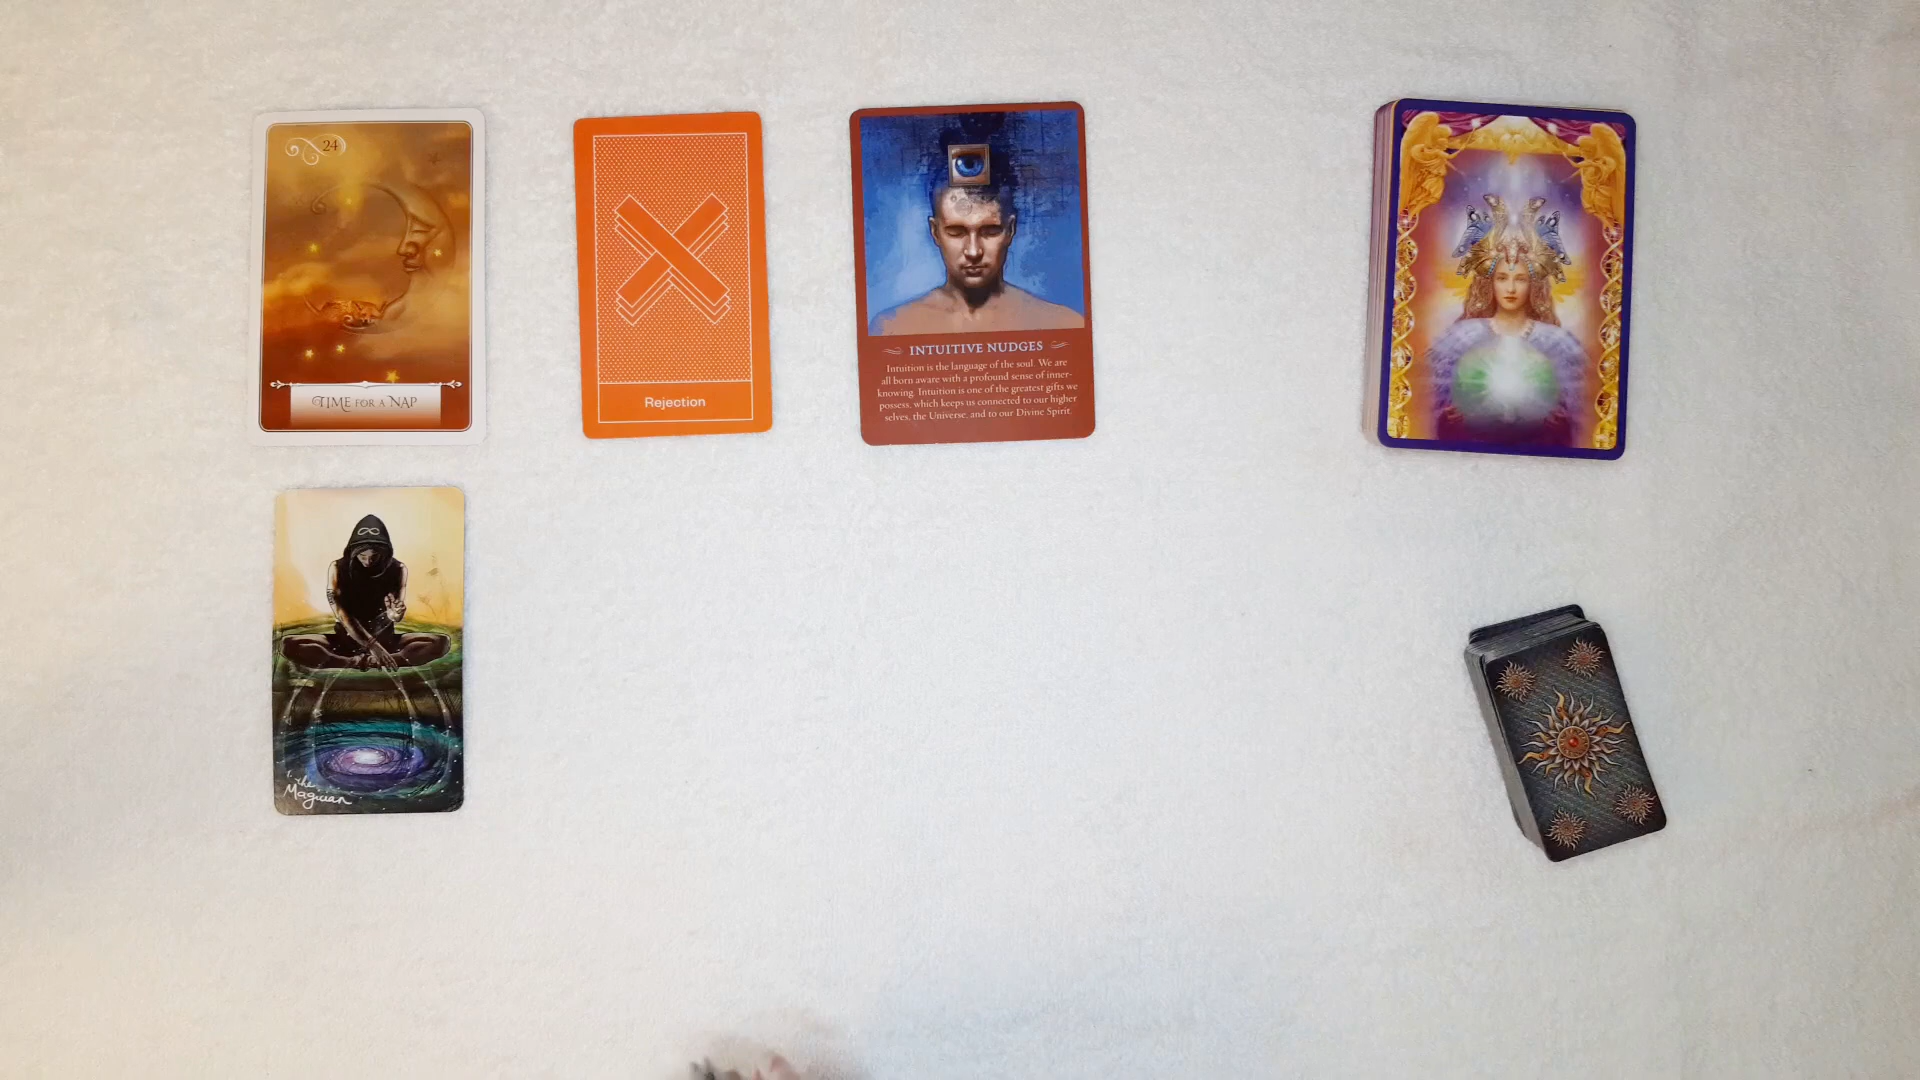 24
TIME FOR A NAP
Rejection
INTUITIVE NUDGES
Intuition is the language of the soul. We are
all born aware with a profound sense of inner-
knowing. Intuition is one of the greatest gifts we
possess, which keeps us connected to our higher
selves, the Universe, and to our Divine Spirit.
1. the
Magician